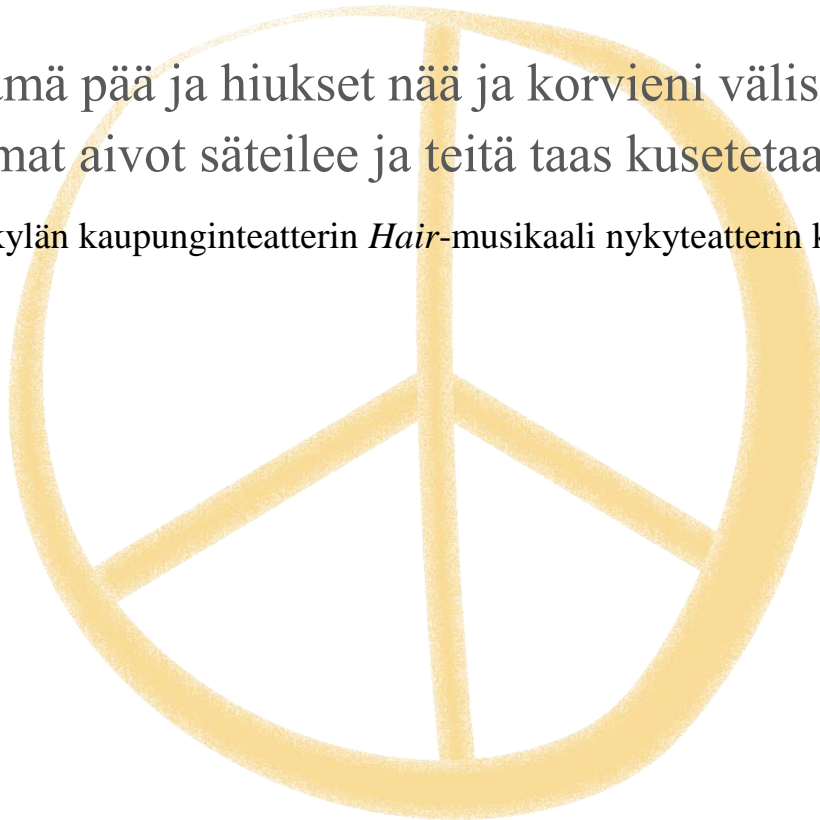 mä pää ja hiukset nää ja korvieni välis
mat aivot säteilee ja teitä taas kusetetaa
kylän kaupunginteatterin Hair-musikaali nykyteatterin k